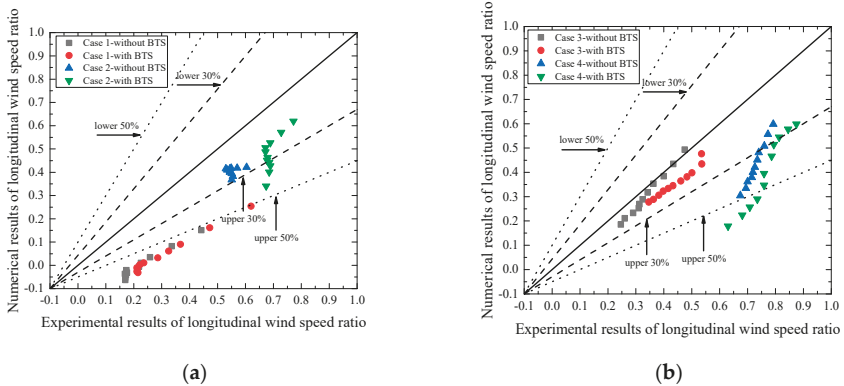 Numerical results of longitudinal wind speed ratio
1.0
0.9
0.8
0.7
0.6
0.5
0.4
0.3
0.2
0.1
0.0
-0.1
Case 1-without BTS
Case 1-with BTS
Case 2-without BTS
Case 2-with BTS
lower 30%
lower 50%
upper 30%
upper 50%
-0.1 0.0 0.1 0.2 0.3 0.4 0.5 0.6 0.7 0.8 0.9 1.0
Experimental results of longitudinal wind speed ratio
(a)
Numerical results of longitudinal wind speed ratio
1.0
0.9
0.8
0.7
0.6
0.5
0.4
0.3
0.2
0.1
0.0
-0.1
Case 3-without BTS
Case 3-with BTS
Case 4-without BTS
Case 4-with BTS
lower 30%
lower 50%
upper 30%
upper 50%
-0.1 0.0 0.1 0.2 0.3 0.4 0.5 0.6 0.7 0.8 0.9 1.0
Experimental results of longitudinal wind speed ratio
(b)